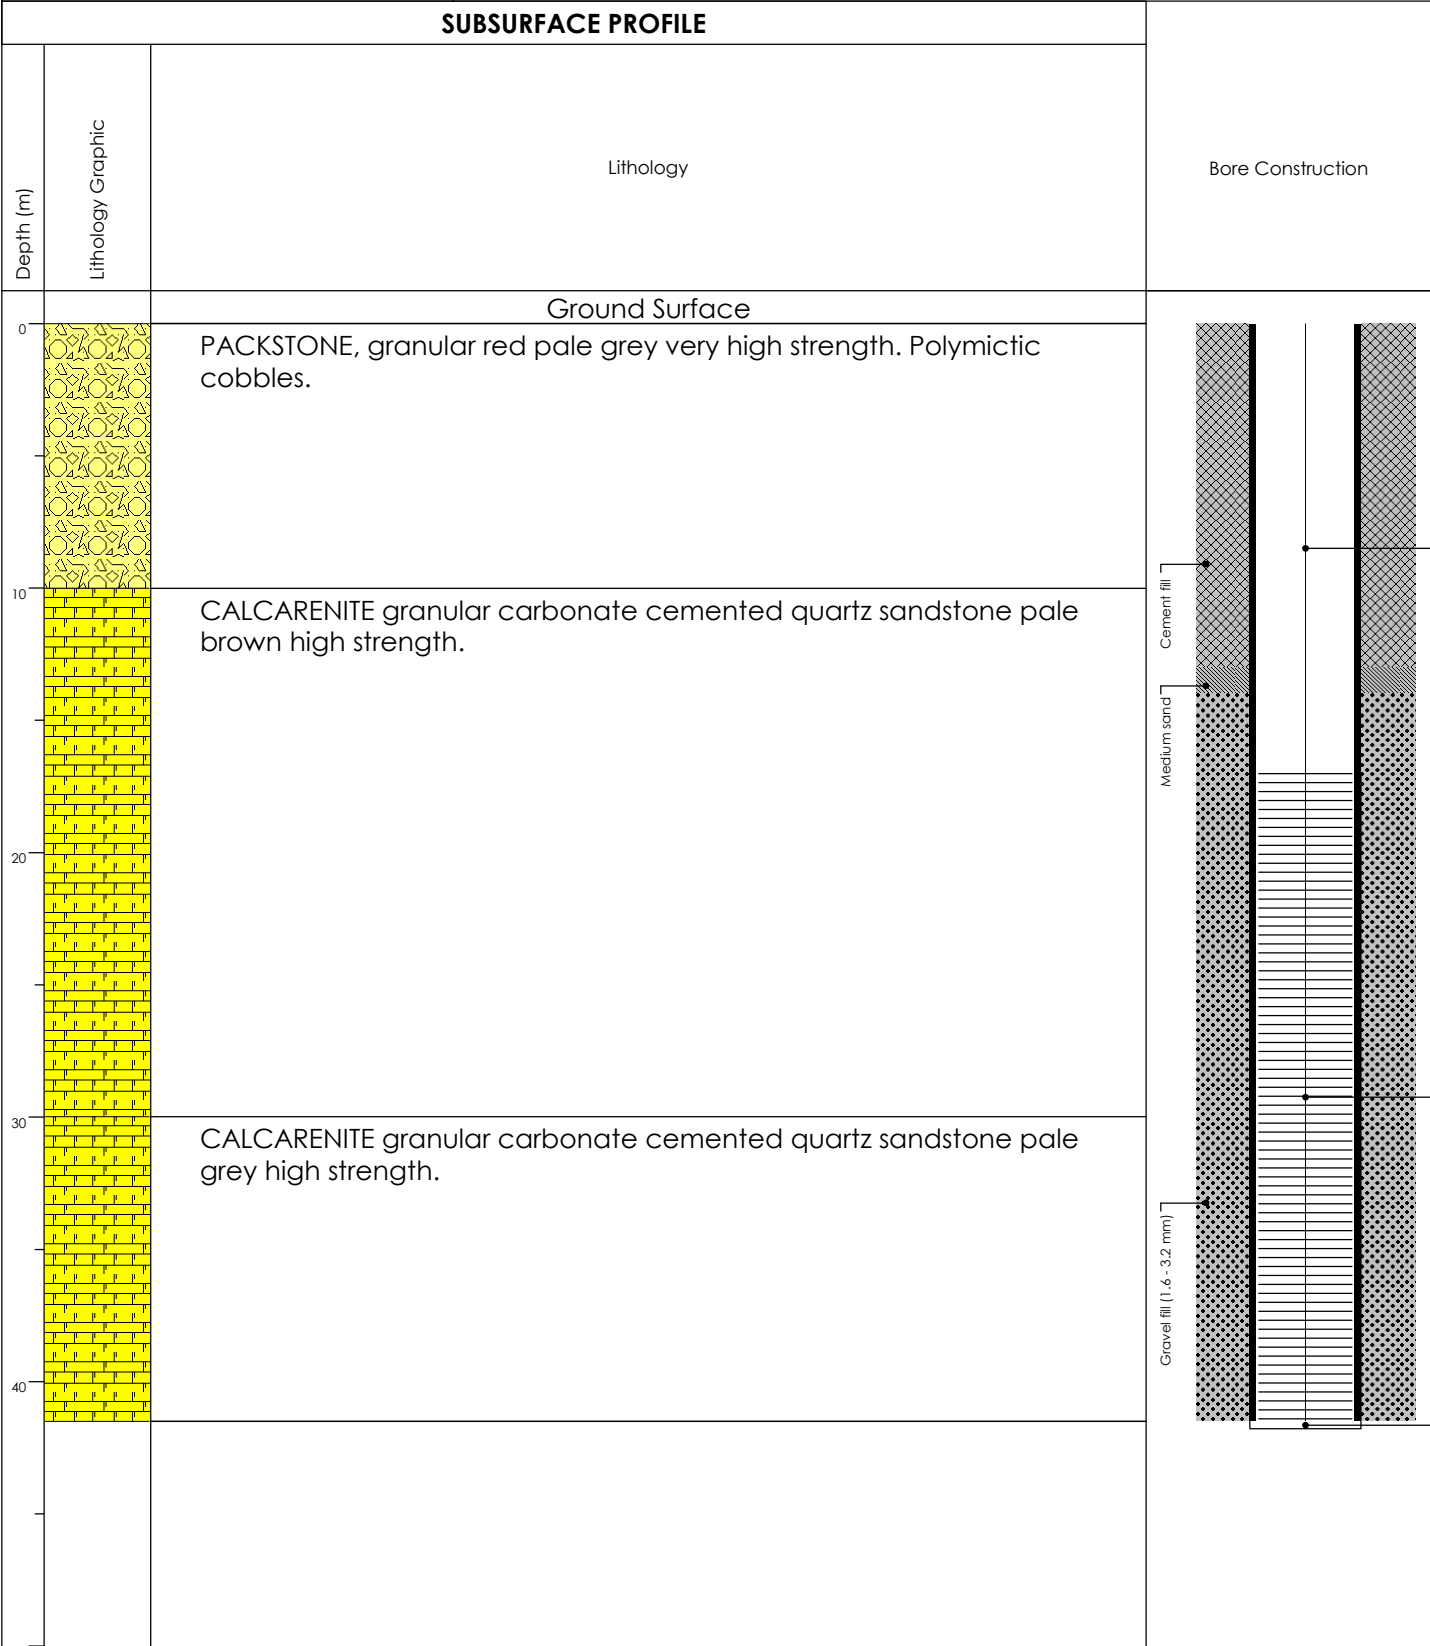 SUBSURFACE PROFILE
Depth (m)
Lithology Graphic
Lithology
Bore Construction
Ground Surface
0
PACKSTONE, granular red pale grey very high strength. Polymictic
cobbles.
Cement fill
10
CALCARENITE granular carbonate cemented quartz sandstone pale
brown high strength.
Medium sand
20
30
CALCARENITE granular carbonate cemented quartz sandstone pale
grey high strength.
Gravel fill (1.6 - 3.2 mm)
40